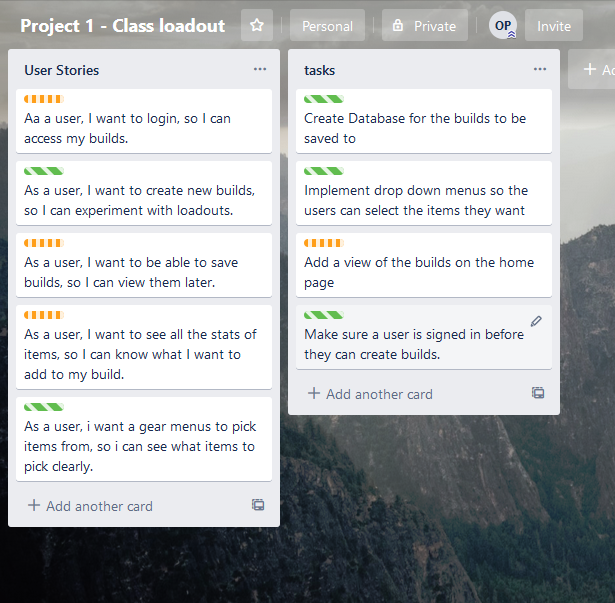 Project 1 - Class loadout
Personal
Private
OP
Invite
User Stories
Aa a user, I want to login, so I can
access my builds.
As a user, I want to create new builds,
so I can experiment with loadouts.
As a user, I want to be able to save
builds, so I can view them later.
As a user, I want to see all the stats of
items, so I can know what I want to
add to my build.
As a user, i want a gear menus to pick
items from, so i can see what items to
pick clearly.
+ Add another card
tasks
Create Database for the builds to be
saved to
Implement drop down menus so the
users can select the items they want
Add a view of the builds on the home
page
Make sure a user is signed in before
they can create builds.
+ Add another card
+ Ad